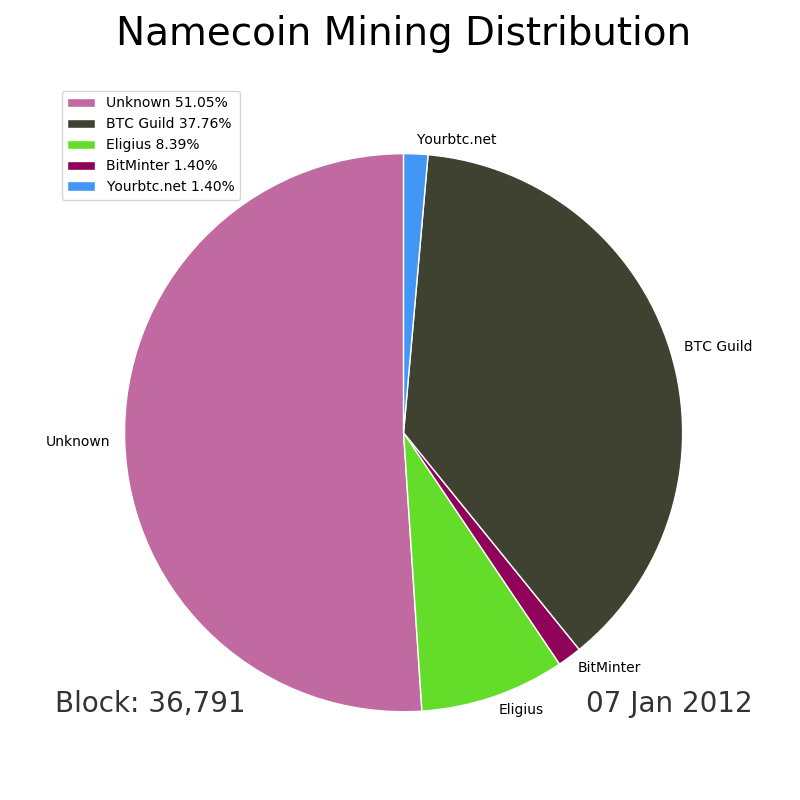 Namecoin Mining Distribution
Unknown 51.05%
BTC Guild 37.76%
Eligius 8.39%
BitMinter 1.40%
Yourbtc.net 1.40%
Yourbtc.net
BTC Guild
Unknown
BitMinter
Eligius
Block: 36,791
07 Jan 2012